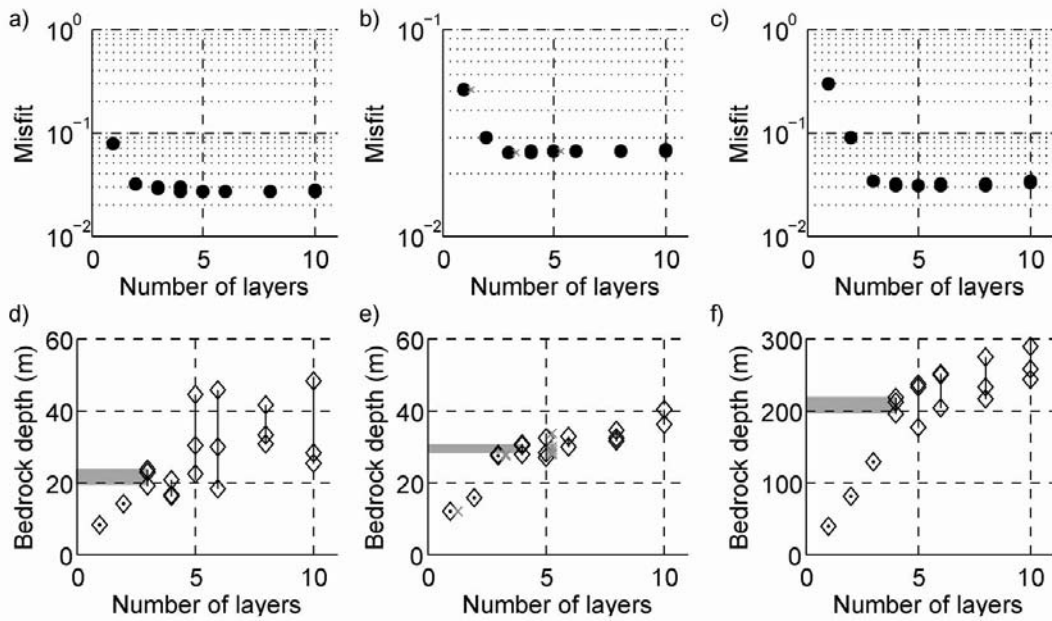 a) b) c)
10^0 10^-1 10^0
Misfit Misfit Misfit
10^-1 10^-1
10^-2 10^-2 10^-2
0 5 10 0 5 10 0 5 10
Number of layers Number of layers Number of layers
d) e) f)
60 60 300
Bedrock depth (m) Bedrock depth (m) Bedrock depth (m)
40 40 200
20 20 100
0 0 0
0 5 10 0 5 10 0 5 10
Number of layers Number of layers Number of layers